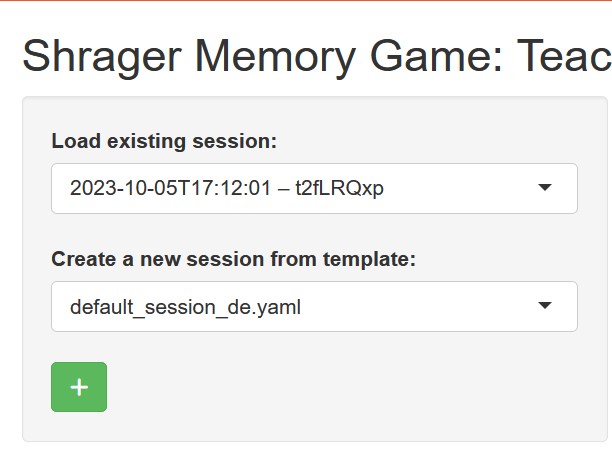 Shrager Memory Game: Teac
Load existing session:
2023-10-05T17:12:01 – t2fLRQxp
Create a new session from template:
default_session_de.yaml
+